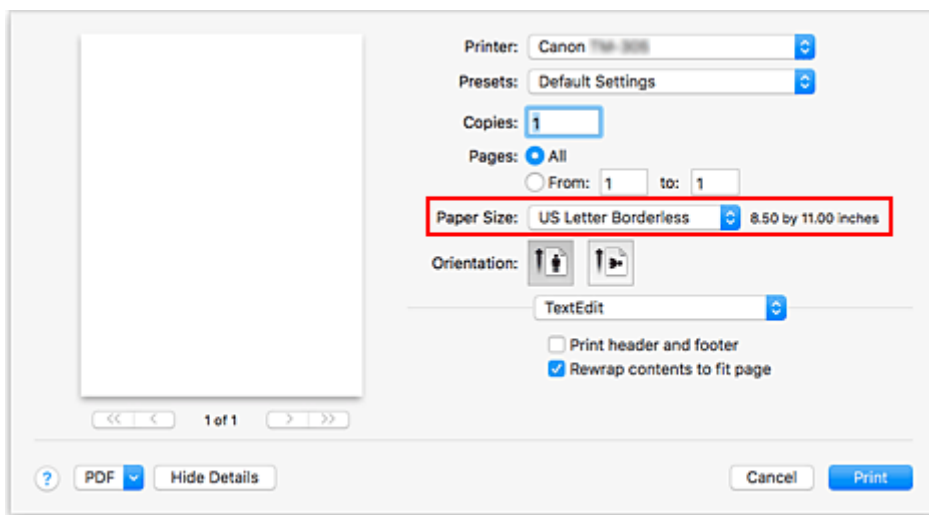 Printer: Canon
Presets: Default Settings
Copies: 1
Pages: All
From: 1 to: 1
Paper Size: US Letter Borderless 8.50 by 11.00 inches
Orientation:
TextEdit
Print header and footer
Rewrap contents to fit page
<< < 1 of 1 > >>
? PDF Hide Details Cancel Print